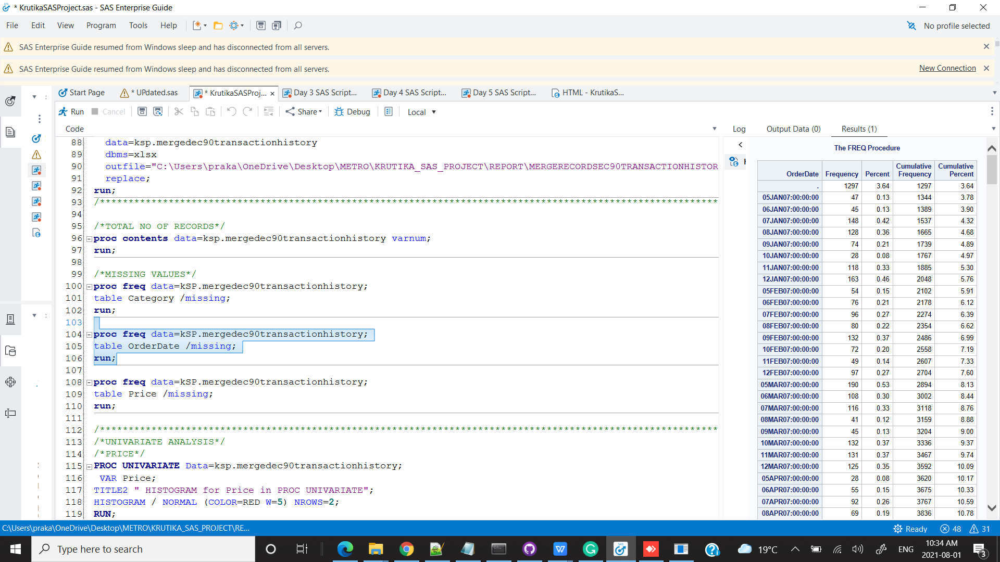 * KrutikaSASProject.sas - SAS Enterprise Guide
File Edit View Program Tools Help
No profile selected
SAS Enterprise Guide resumed from Windows sleep and has disconnected from all servers.
SAS Enterprise Guide resumed from Windows sleep and has disconnected from all servers.
New Connection
Start Page
* UPdated.sas
* KrutikaSASProj...
Day 3 SAS Script...
Day 4 SAS Script...
Day 5 SAS Script...
HTML - KrutikaS...
Run Cancel Share Debug Local
Code
88 data=ksp.mergedec90transactionhistory
89 dbms=xlsx
90 outfile="C:\Users\praka\OneDrive\Desktop\METRO\KRUTIKA_SAS_PROJECT\REPORT\MERGERECORDSEC90TRANSACTIONHISTOR
91 replace;
92 run;
93 /************************************************************************************************************
94
95 /*TOTAL NO OF RECORDS*/
96 proc contents data=ksp.mergedec90transactionhistory varnum;
97 run;
98
99 /*MISSING VALUES*/
100 proc freq data=kSP.mergedec90transactionhistory;
101 table Category /missing;
102 run;
103
104 proc freq data=kSP.mergedec90transactionhistory;
105 table OrderDate /missing;
106 run;
107
108 proc freq data=kSP.mergedec90transactionhistory;
109 table Price /missing;
110 run;
111
112 /************************************************************************************************************
113 /*UNIVARIATE ANALYSIS*/
114 /*PRICE*/
115 PROC UNIVARIATE Data=ksp.mergedec90transactionhistory;
116 VAR Price;
117 TITLE2 " HISTOGRAM for Price in PROC UNIVARIATE";
118 HISTOGRAM / NORMAL (COLOR=RED W=5) NROWS=2;
119 RUN;
Log Output Data (0) Results (1)
The FREQ Procedure
OrderDate Frequency Percent Cumulative Frequency Cumulative Percent
. 1297 3.64 1297 3.64
05JAN07:00:00:00 47 0.13 1344 3.78
06JAN07:00:00:00 45 0.13 1389 3.90
07JAN07:00:00:00 148 0.42 1537 4.32
08JAN07:00:00:00 128 0.36 1665 4.68
09JAN07:00:00:00 74 0.21 1739 4.89
10JAN07:00:00:00 28 0.08 1767 4.97
11JAN07:00:00:00 118 0.33 1885 5.30
12JAN07:00:00:00 163 0.46 2048 5.76
05FEB07:00:00:00 54 0.15 2102 5.91
06FEB07:00:00:00 76 0.21 2178 6.12
07FEB07:00:00:00 96 0.27 2274 6.39
08FEB07:00:00:00 80 0.22 2354 6.62
09FEB07:00:00:00 132 0.37 2486 6.99
10FEB07:00:00:00 72 0.20 2558 7.19
11FEB07:00:00:00 49 0.14 2607 7.33
12FEB07:00:00:00 97 0.27 2704 7.60
05MAR07:00:00:00 190 0.53 2894 8.13
06MAR07:00:00:00 108 0.30 3002 8.44
07MAR07:00:00:00 116 0.33 3118 8.76
08MAR07:00:00:00 41 0.12 3159 8.88
09MAR07:00:00:00 45 0.13 3204 9.00
10MAR07:00:00:00 132 0.37 3336 9.37
11MAR07:00:00:00 131 0.37 3467 9.74
12MAR07:00:00:00 125 0.35 3592 10.09
05APR07:00:00:00 28 0.08 3620 10.17
06APR07:00:00:00 55 0.15 3675 10.33
07APR07:00:00:00 92 0.26 3767 10.59
08APR07:00:00:00 69 0.19 3836 10.78
C:\Users\praka\OneDrive\Desktop\METRO\KRUTIKA_SAS_PROJECT\RE...
Ready 48 31
Type here to search
19°C
ENG
10:34 AM
2021-08-01
3